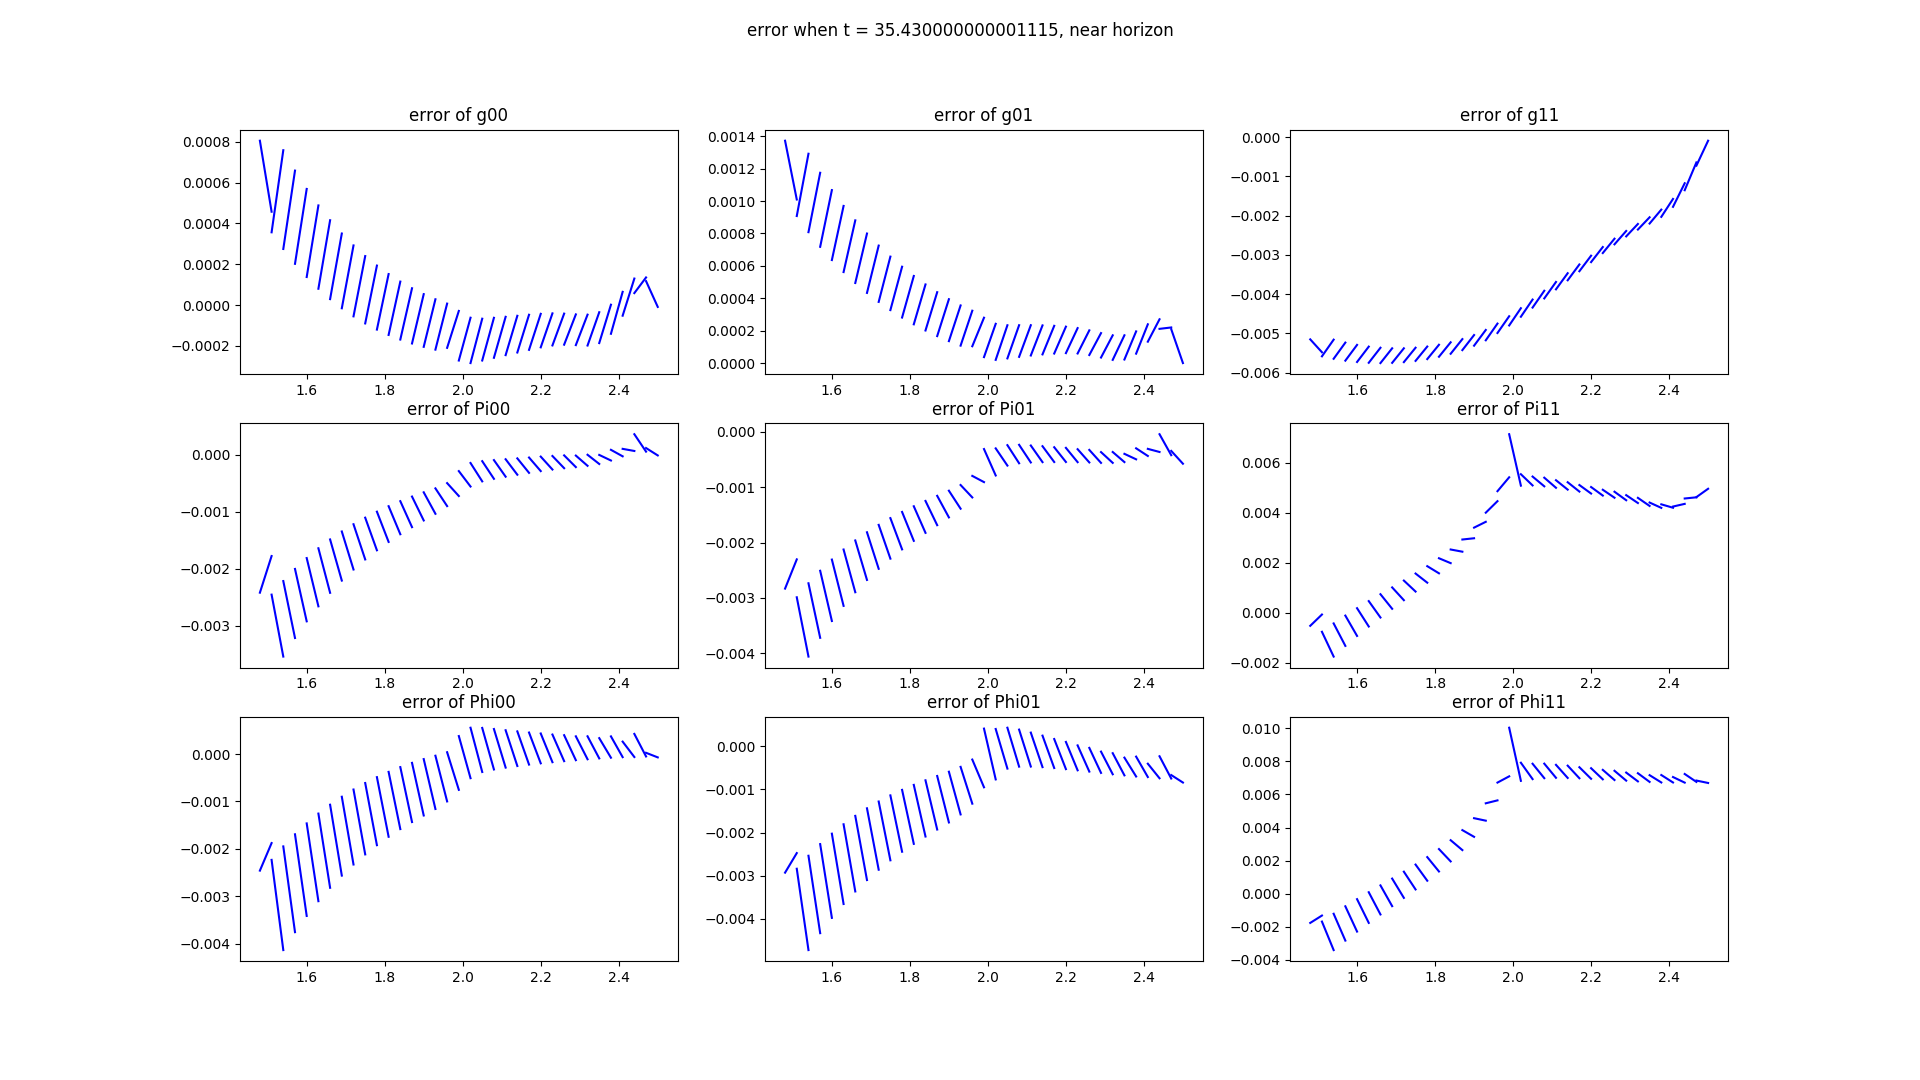 error when t = 35.430000000001115, near horizon
error of g00
0.0008
0.0006
0.0004
0.0002
0.0000
−0.0002
1.6 1.8 2.0 2.2 2.4
error of g01
0.0014
0.0012
0.0010
0.0008
0.0006
0.0004
0.0002
0.0000
1.6 1.8 2.0 2.2 2.4
error of g11
0.000
−0.001
−0.002
−0.003
−0.004
−0.005
−0.006
1.6 1.8 2.0 2.2 2.4
error of Pi00
0.000
−0.001
−0.002
−0.003
1.6 1.8 2.0 2.2 2.4
error of Pi01
0.000
−0.001
−0.002
−0.003
−0.004
1.6 1.8 2.0 2.2 2.4
error of Pi11
0.006
0.004
0.002
0.000
−0.002
1.6 1.8 2.0 2.2 2.4
error of Phi00
0.000
−0.001
−0.002
−0.003
−0.004
1.6 1.8 2.0 2.2 2.4
error of Phi01
0.000
−0.001
−0.002
−0.003
−0.004
1.6 1.8 2.0 2.2 2.4
error of Phi11
0.010
0.008
0.006
0.004
0.002
0.000
−0.002
−0.004
1.6 1.8 2.0 2.2 2.4